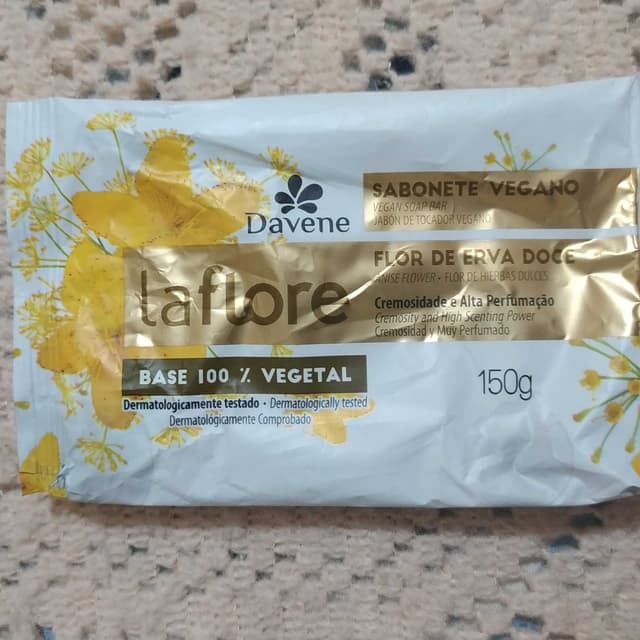 Davene
SABONETE VEGANO
VEGAN SOAP BAR
JABÓN DE TOCADOR VEGANO
laflore
FLOR DE ERVA DOCE
ANISE FLOWER • FLOR DE HIERBAS DULCES
Cremosidade e Alta Perfumação
Cremosity and High Scenting Power
Cremosidad y Muy Perfumado
BASE 100 % VEGETAL
Dermatologicamente testado • Dermatologically tested
Dermatológicamente Comprobado
150g